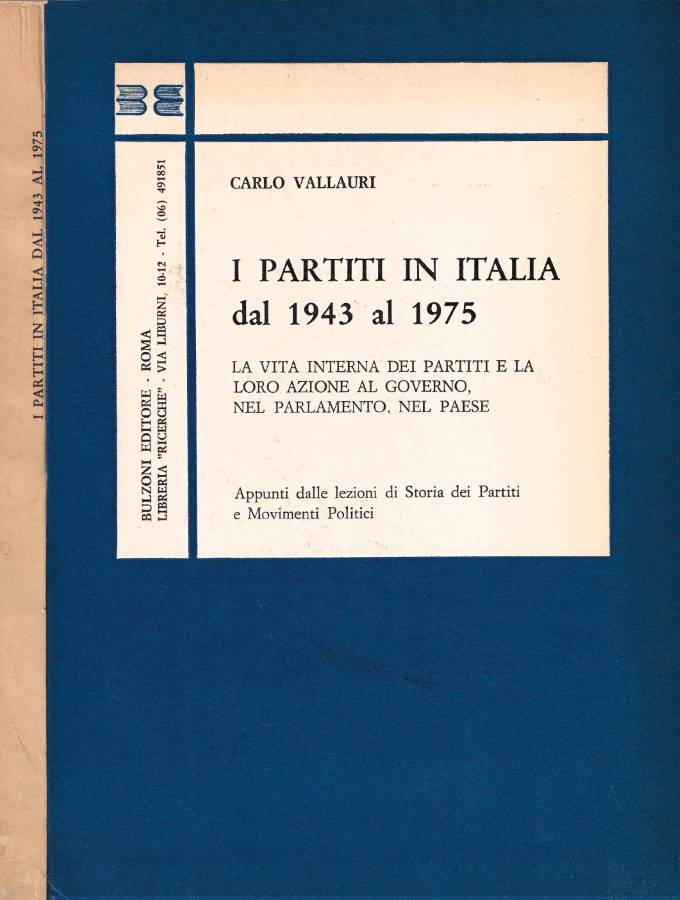 I PARTITI IN ITALIA DAL 1943 AL 1975
BULZONI EDITORE - ROMA
LIBRERIA "RICERCHE" - VIA LIBURNI, 10-12 - Tel. (06) 491851
CARLO VALLAURI
I PARTITI IN ITALIA
dal 1943 al 1975
LA VITA INTERNA DEI PARTITI E LA
LORO AZIONE AL GOVERNO,
NEL PARLAMENTO, NEL PAESE
Appunti dalle lezioni di Storia dei Partiti
e Movimenti Politici